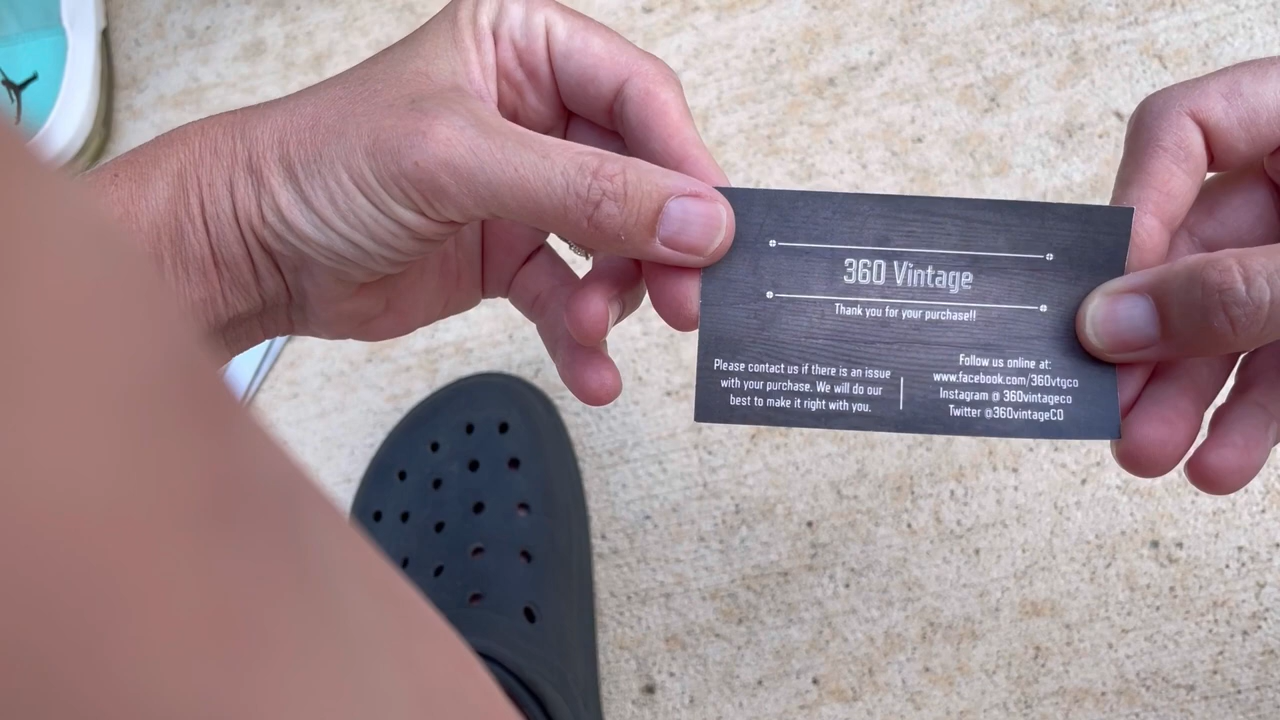 360 Vintage
Thank you for your purchase!!
Please contact us if there is an issue
with your purchase. We will do our
best to make it right with you.
Follow us online at:
www.facebook.com/360vtgco
Instagram @ 360vintageco
Twitter @360vintageCO